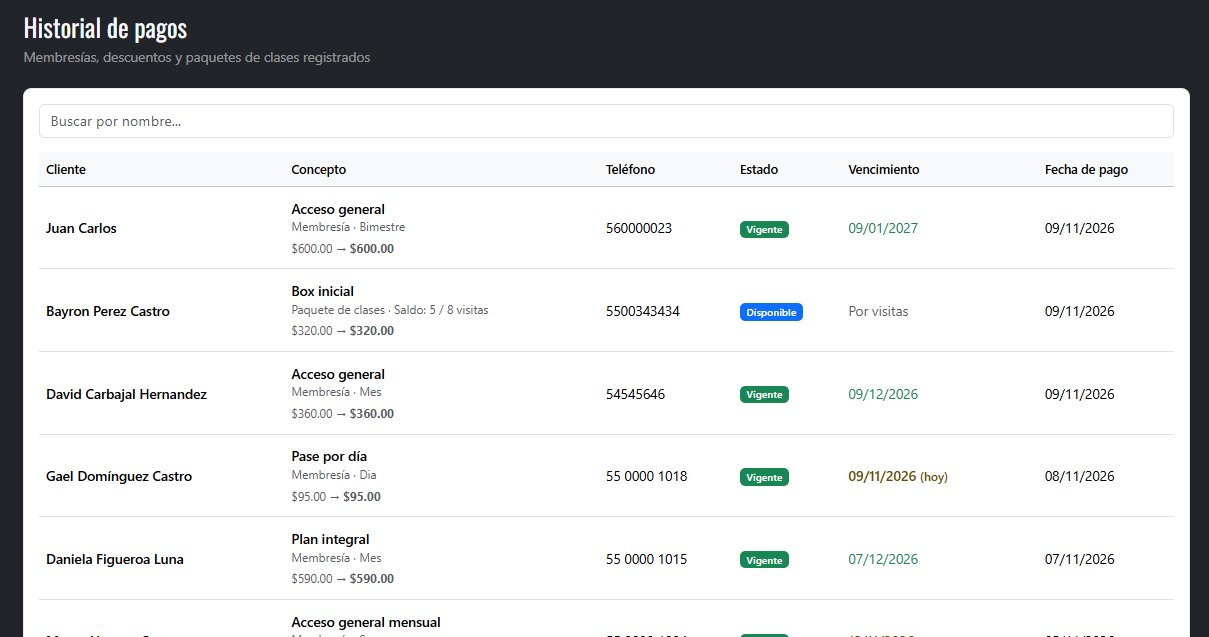 Historial de pagos
Membresías, descuentos y paquetes de clases registrados
Buscar por nombre...
Cliente Concepto Teléfono Estado Vencimiento Fecha de pago
Acceso general
Membresía · Bimestre
$600.00 → $600.00
Juan Carlos 560000023 Vigente 09/01/2027 09/11/2026
Box inicial
Paquete de clases · Saldo: 5 / 8 visitas
$320.00 → $320.00
Bayron Perez Castro 5500343434 Disponible Por visitas 09/11/2026
Acceso general
Membresía · Mes
$360.00 → $360.00
David Carbajal Hernandez 54545646 Vigente 09/12/2026 09/11/2026
Pase por día
Membresía · Dia
$95.00 → $95.00
Gael Domínguez Castro 55 0000 1018 Vigente 09/11/2026 (hoy) 08/11/2026
Plan integral
Membresía · Mes
$590.00 → $590.00
Daniela Figueroa Luna 55 0000 1015 Vigente 07/12/2026 07/11/2026
Acceso general mensual